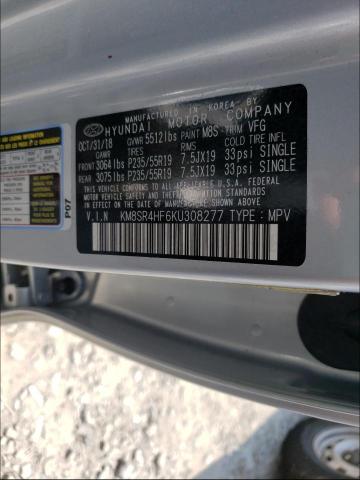 MANUFACTURED IN KOREA BY
HYUNDAI MOTOR COMPANY
OCT/31/18 GVWR 5512lbs PAINT M8S TRIM VFG
GAWR TIRES RIMS COLD TIRE INFL
FRONT 3064lbs P235/55R19 7.5JX19 33psi SINGLE
REAR 3075lbs P235/55R19 7.5JX19 33psi SINGLE
THIS VEHICLE CONFORMS TO ALL APPLICABLE U.S.A. FEDERAL
MOTOR VEHICLE SAFETY AND THEFT PREVENTION STANDARDS
IN EFFECT ON THE DATE OF MANUFACTURE SHOWN ABOVE.
V.I.N KM8SR4HF6KU308277 TYPE : MPV
P07